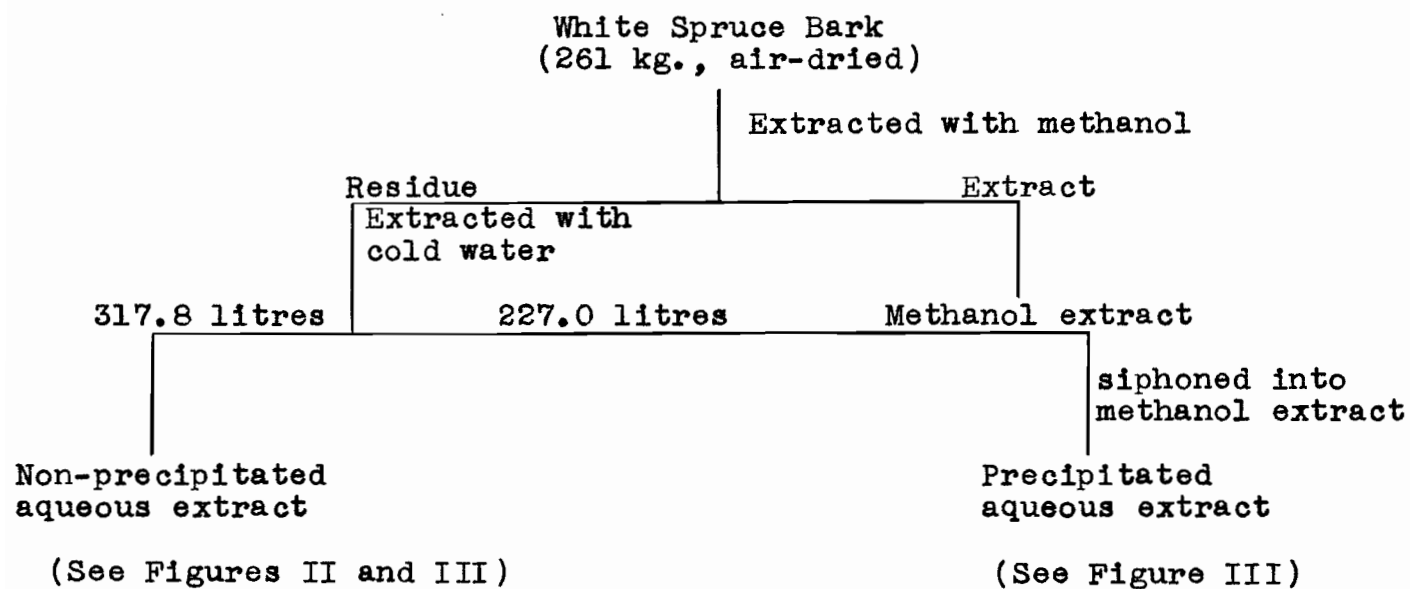 White Spruce Bark
(261 kg., air-dried)
Extracted with methanol
Residue
Extract
Extracted with
cold water
317.8 litres
227.0 litres
Methanol extract
siphoned into
methanol extract
Non-precipitated
aqueous extract
Precipitated
aqueous extract
(See Figures II and III)
(See Figure III)